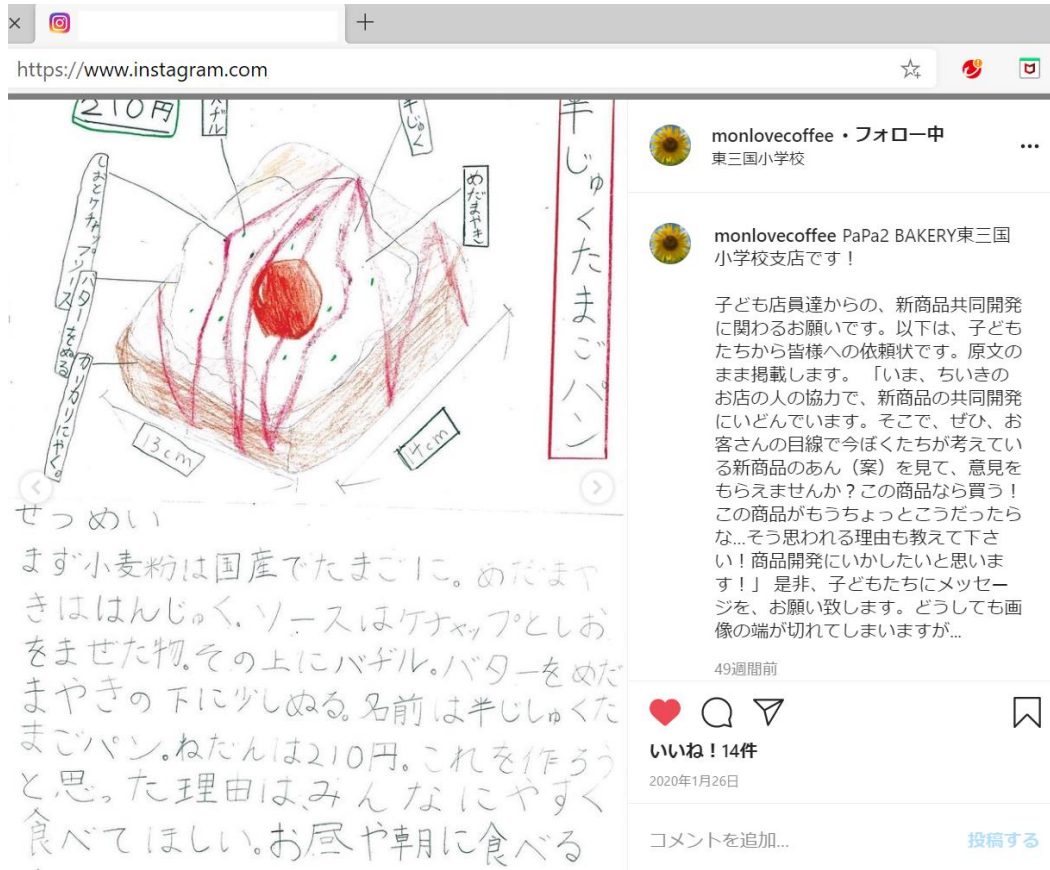 https://www.instagram.com
210円
バヂル
半じゅく
めだまやき
しおとケチャップソース
バターをぬる
カリカリにやく。
13cm
14cm
半じゅくたまごパン
せつめい
まず小麦粉は国産でたまごに。めだまや
きははんじゅく。ソースはケチャップとしお
をまぜた物。その上にバヂル。バターをめだ
まやきの下に少しぬる。名前は半じしゅくた
まごパン。ねだんは210円。これを作ろう
と思った理由は、みんなにやすく
食べてほしい。お昼や朝に食べる
monlovecoffee・フォロー中
東三国小学校
monlovecoffee PaPa2 BAKERY東三国
小学校支店です！
子ども店員達からの、新商品共同開発
に関わるお願いです。以下は、子ども
たちから皆様への依頼状です。原文の
まま掲載します。「いま、ちいきの
お店の人の協力で、新商品の共同開発
にいどんでいます。そこで、ぜひ、お
客さんの目線で今ぼくたちが考えてい
る新商品のあん（案）を見て、意見を
もらえませんか？この商品なら買う！
この商品がもうちょっとこうだったら
な...そう思われる理由も教えて下さ
い！商品開発にいかしたいと思いま
す！」 是非、子どもたちにメッセー
ジを、お願い致します。どうしても画
像の端が切れてしまいますが...
49週間前
いいね！14件
2020年1月26日
コメントを追加...
投稿する